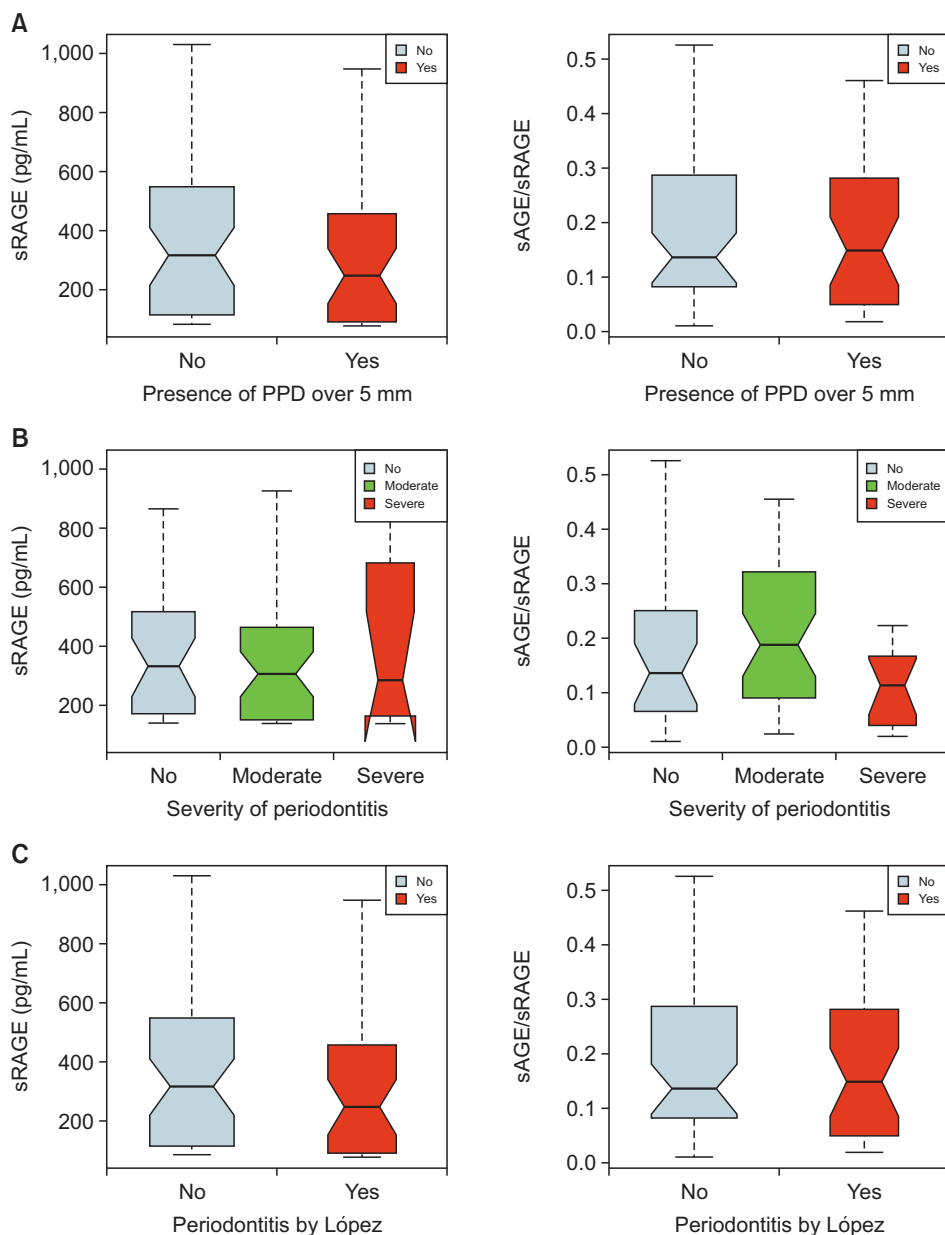 A
sRAGE (pg/mL)
1,000
800
600
400
200
No
Yes
No
Yes
Presence of PPD over 5 mm
sAGE/sRAGE
0.5
0.4
0.3
0.2
0.1
0.0
No
Yes
No
Yes
Presence of PPD over 5 mm
B
sRAGE (pg/mL)
1,000
800
600
400
200
No
Moderate
Severe
No
Moderate
Severe
Severity of periodontitis
sAGE/sRAGE
0.5
0.4
0.3
0.2
0.1
0.0
No
Moderate
Severe
No
Moderate
Severe
Severity of periodontitis
C
sRAGE (pg/mL)
1,000
800
600
400
200
No
Yes
No
Yes
Periodontitis by López
sAGE/sRAGE
0.5
0.4
0.3
0.2
0.1
0.0
No
Yes
No
Yes
Periodontitis by López